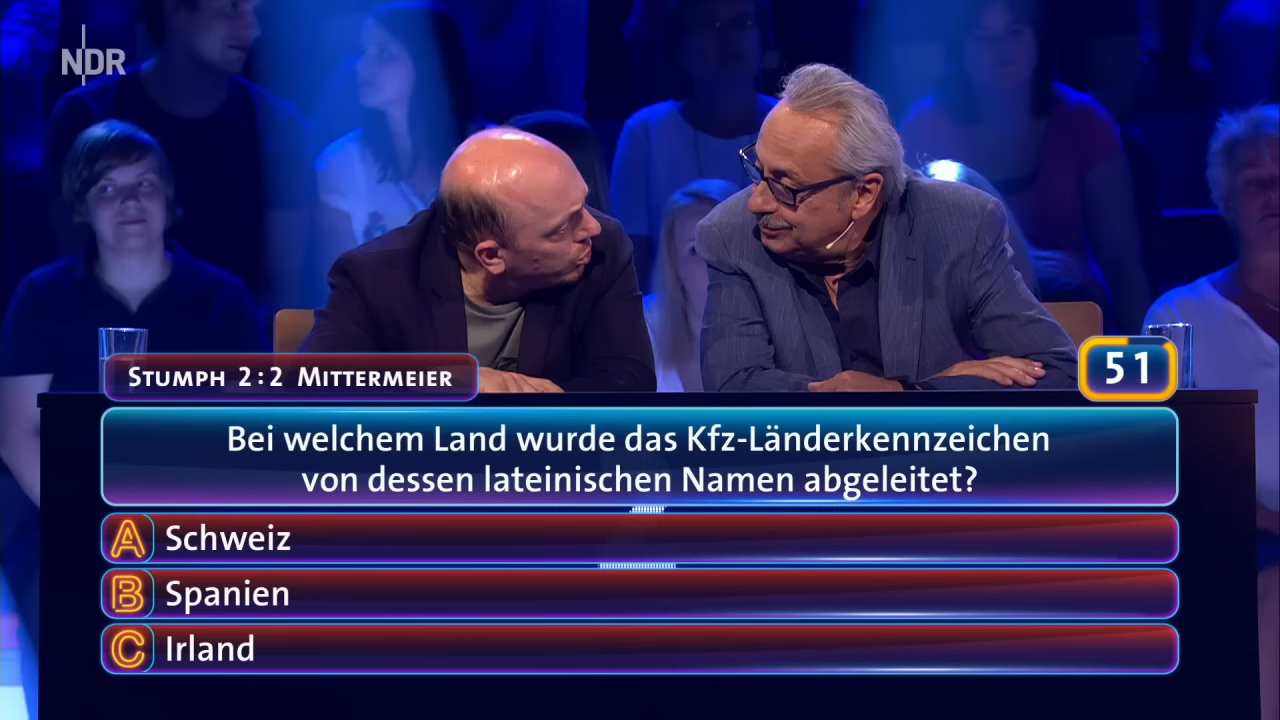 NDR
STUMPH 2:2 MITTERMEIER
51
Bei welchem Land wurde das Kfz-Länderkennzeichen
von dessen lateinischen Namen abgeleitet?
A Schweiz
B Spanien
C Irland